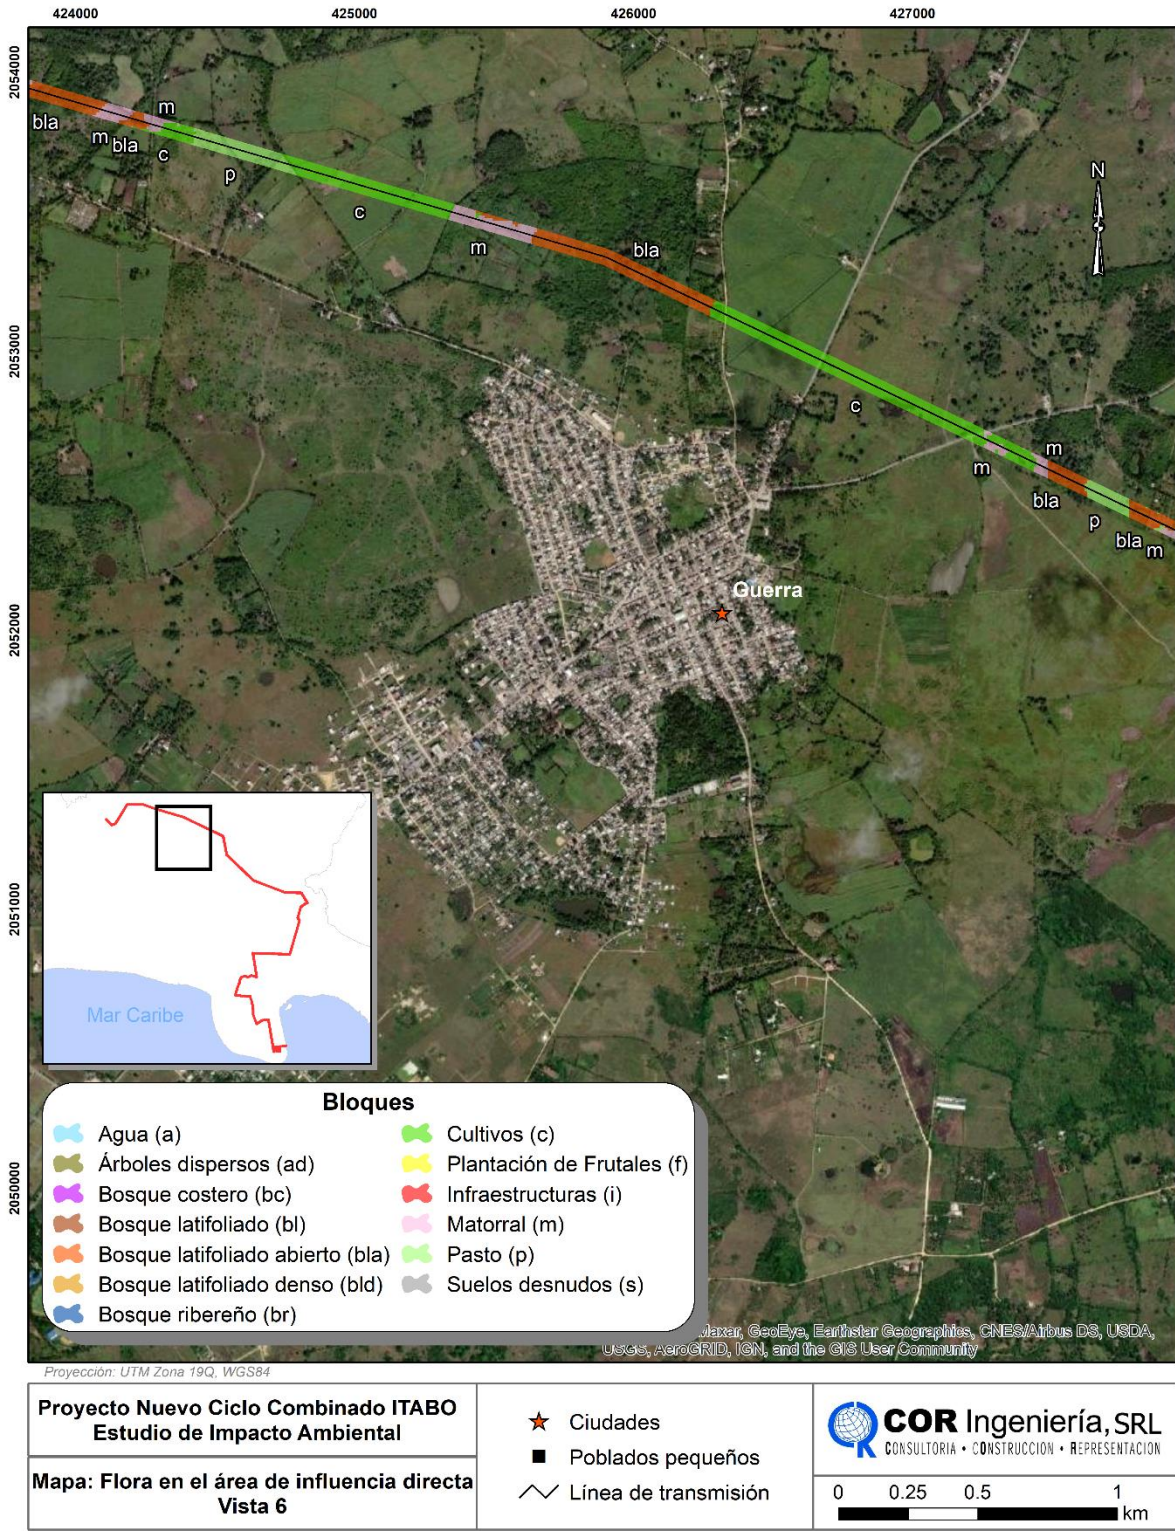 424000 425000 426000 427000
2054000
2053000
2052000
2051000
2050000
bla
m
bla
m
c
p
c
m
bla
c
m
m
bla
p
bla
m
N
Guerra
Mar Caribe
Bloques
Agua (a)
Árboles dispersos (ad)
Bosque costero (bc)
Bosque latifoliado (bl)
Bosque latifoliado abierto (bla)
Bosque latifoliado denso (bld)
Bosque ribereño (br)
Cultivos (c)
Plantación de Frutales (f)
Infraestructuras (i)
Matorral (m)
Pasto (p)
Suelos desnudos (s)
Maxar, GeoEye, Earthstar Geographics, CNES/Airbus DS, USDA,
USGS, AeroGRID, IGN, and the GIS User Community
Proyección: UTM Zona 19Q, WGS84
Proyecto Nuevo Ciclo Combinado ITABO
Estudio de Impacto Ambiental
Mapa: Flora en el área de influencia directa
Vista 6
Ciudades
Poblados pequeños
Línea de transmisión
COR Ingeniería, SRL
CONSULTORIA • CONSTRUCCION • REPRESENTACION
0 0.25 0.5 1
km